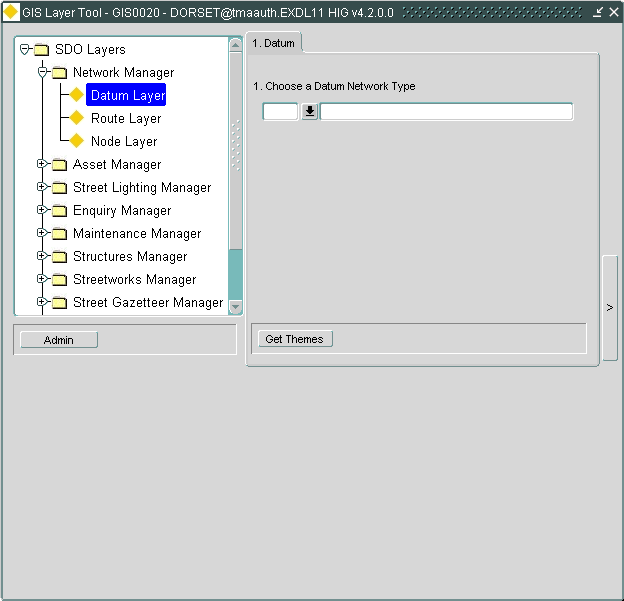 GIS Layer Tool - GIS0020 - DORSET@tmaauth.EXDL11 HIG v4.2.0.0
SDO Layers
Network Manager
Datum Layer
Route Layer
Node Layer
Asset Manager
Street Lighting Manager
Enquiry Manager
Maintenance Manager
Structures Manager
Streetworks Manager
Street Gazetteer Manager
Admin
1. Datum
1. Choose a Datum Network Type
Get Themes
>